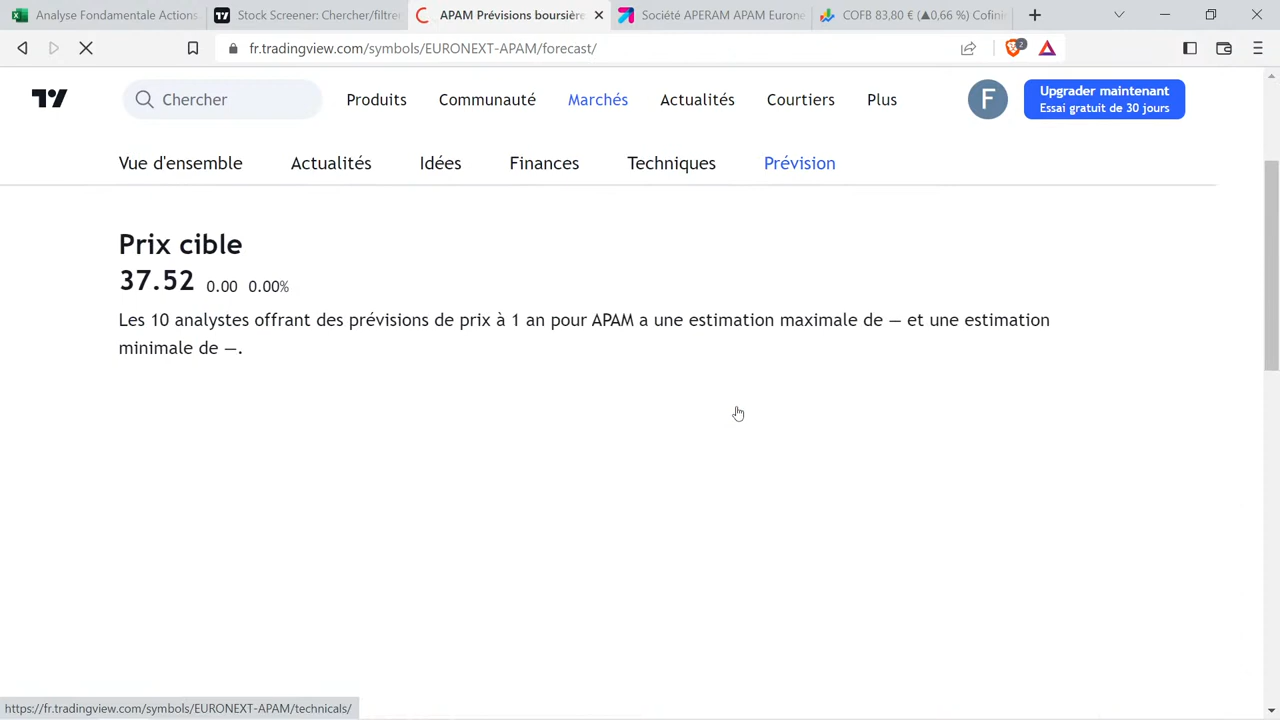 Analyse Fondamentale Actions
Stock Screener: Chercher, filtrer
APAM Prévisions boursière
Société APERAM APAM Eurone
COFB 83,80 € (▲0,66 %) Cofini
fr.tradingview.com/symbols/EURONEXT-APAM/forecast/
2
Chercher
Produits
Communauté
Marchés
Actualités
Courtiers
Plus
F
Upgrader maintenant
Essai gratuit de 30 jours
Vue d'ensemble
Actualités
Idées
Finances
Techniques
Prévision
Prix cible
37.52 0.00 0.00%
Les 10 analystes offrant des prévisions de prix à 1 an pour APAM a une estimation maximale de — et une estimation
minimale de —.
https://fr.tradingview.com/symbols/EURONEXT-APAM/technicals/